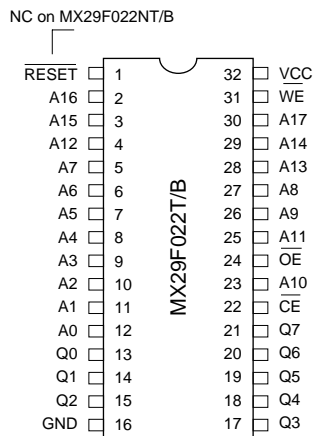 NC on MX29F022NT/B
RESET 1 32 VCC
A16 2 31 WE
A15 3 30 A17
A12 4 29 A14
A7 5 28 A13
A6 6 27 A8
A5 7 26 A9
A4 8 25 A11
A3 9 24 OE
A2 10 23 A10
A1 11 22 CE
A0 12 21 Q7
Q0 13 20 Q6
Q1 14 19 Q5
Q2 15 18 Q4
GND 16 17 Q3
MX29F022T/B